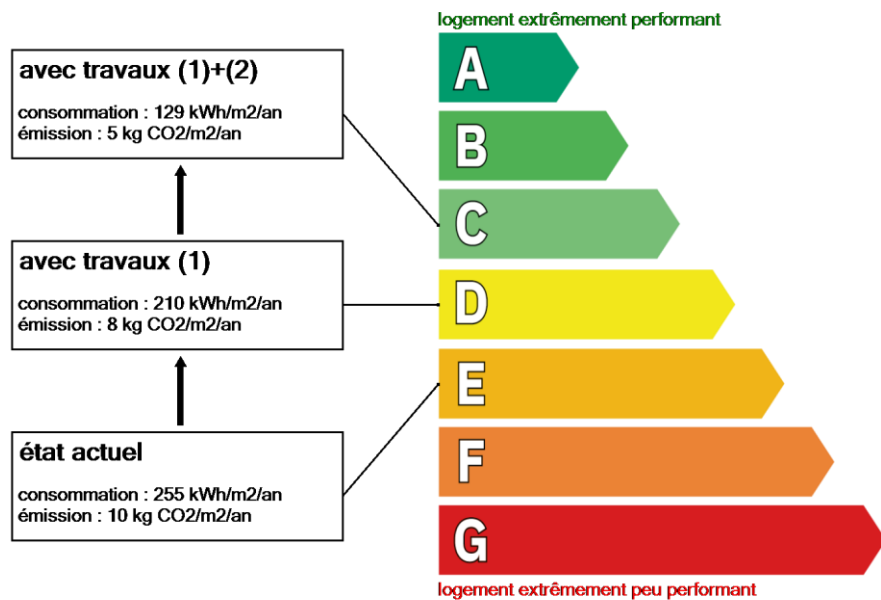 logement extrêmement performant
avec travaux (1)+(2)
consommation : 129 kWh/m2/an
émission : 5 kg CO2/m2/an
avec travaux (1)
consommation : 210 kWh/m2/an
émission : 8 kg CO2/m2/an
état actuel
consommation : 255 kWh/m2/an
émission : 10 kg CO2/m2/an
A
B
C
D
E
F
G
logement extrêmement peu performant